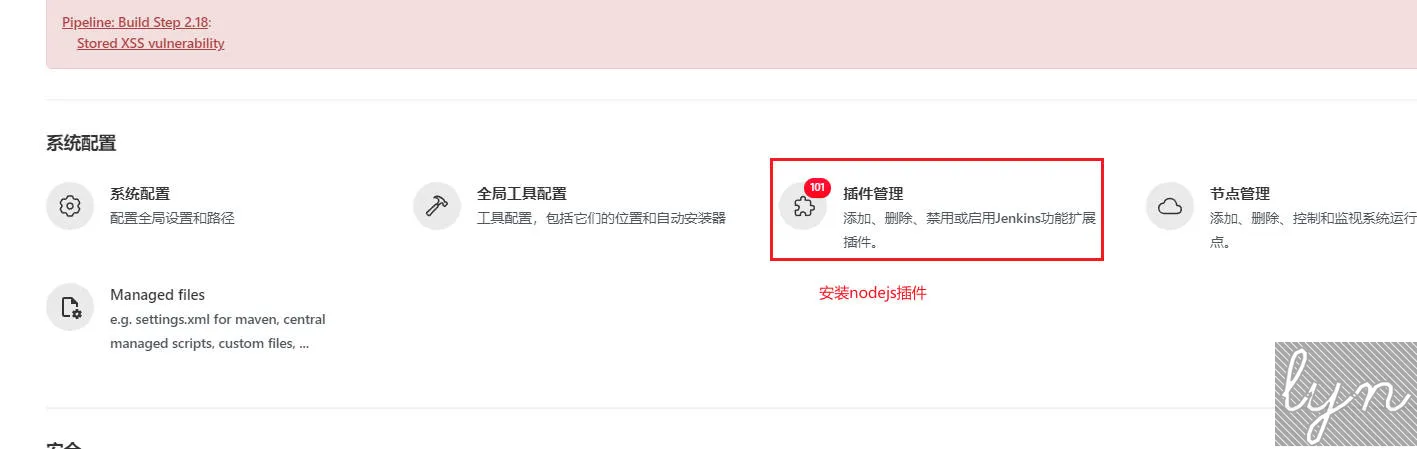 Pipeline: Build Step 2.18:
Stored XSS vulnerability
系统配置
系统配置
配置全局设置和路径
全局工具配置
工具配置，包括它们的位置和自动安装器
101
插件管理
添加、删除、禁用或启用Jenkins功能扩展
插件。
节点管理
添加、删除、控制和监视系统运行
点。
Managed files
e.g. settings.xml for maven, central
managed scripts, custom files, ...
安装nodejs插件
lyn
安全